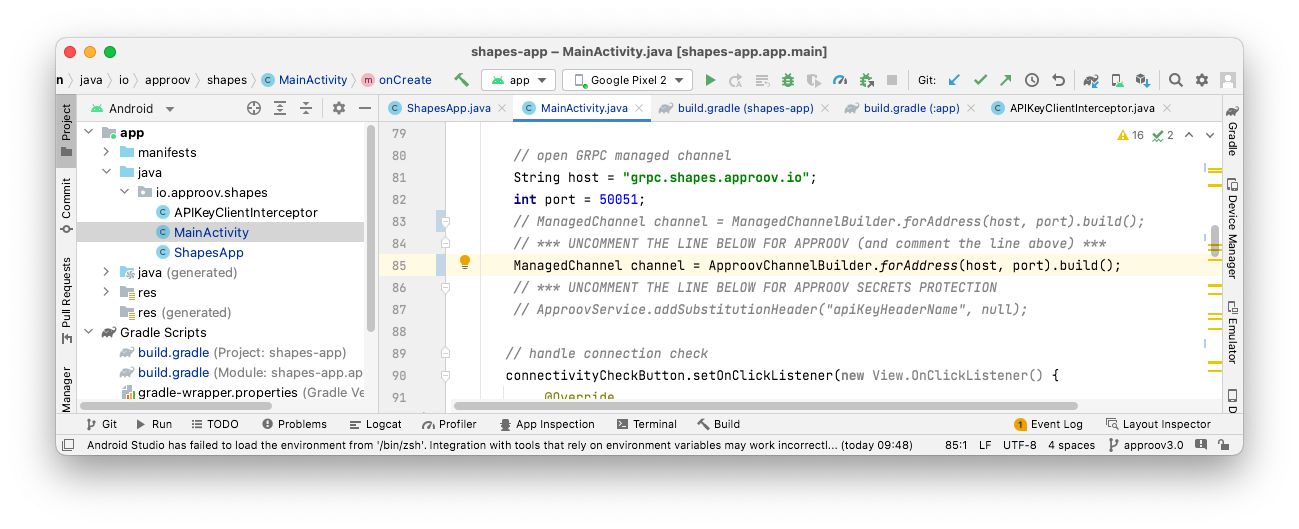 shapes-app – MainActivity.java [shapes-app.app.main]
n 〉 java 〉 io 〉 approov 〉 shapes 〉 C MainActivity 〉 m onCreate app Google Pixel 2 Git:
Project
Commit
Pull Requests
Manager
Android
app
manifests
java
io.approov.shapes
C APIKeyClientInterceptor
C MainActivity
C ShapesApp
java (generated)
res
res (generated)
Gradle Scripts
build.gradle (Project: shapes-app)
build.gradle (Module: shapes-app.ap
gradle-wrapper.properties (Gradle Ve
C ShapesApp.java C MainActivity.java build.gradle (shapes-app) build.gradle (:app) C APIKeyClientInterceptor.java
16 2
79
80 // open GRPC managed channel
81 String host = "grpc.shapes.approov.io";
82 int port = 50051;
83 // ManagedChannel channel = ManagedChannelBuilder.forAddress(host, port).build();
84 // *** UNCOMMENT THE LINE BELOW FOR APPROOV (and comment the line above) ***
85 ManagedChannel channel = ApproovChannelBuilder.forAddress(host, port).build();
86 // *** UNCOMMENT THE LINE BELOW FOR APPROOV SECRETS PROTECTION
87 // ApproovService.addSubstitutionHeader("apiKeyHeaderName", null);
88
89 // handle connection check
90 connectivityCheckButton.setOnClickListener(new View.OnClickListener() {
91 @Override
Gradle
Device Manager
Emulator
D
Git Run TODO Problems Logcat Profiler App Inspection Terminal Build 1 Event Log Layout Inspector
Android Studio has failed to load the environment from '/bin/zsh'. Integration with tools that rely on environment variables may work incorrectl... (today 09:48) 85:1 LF UTF-8 4 spaces approov3.0